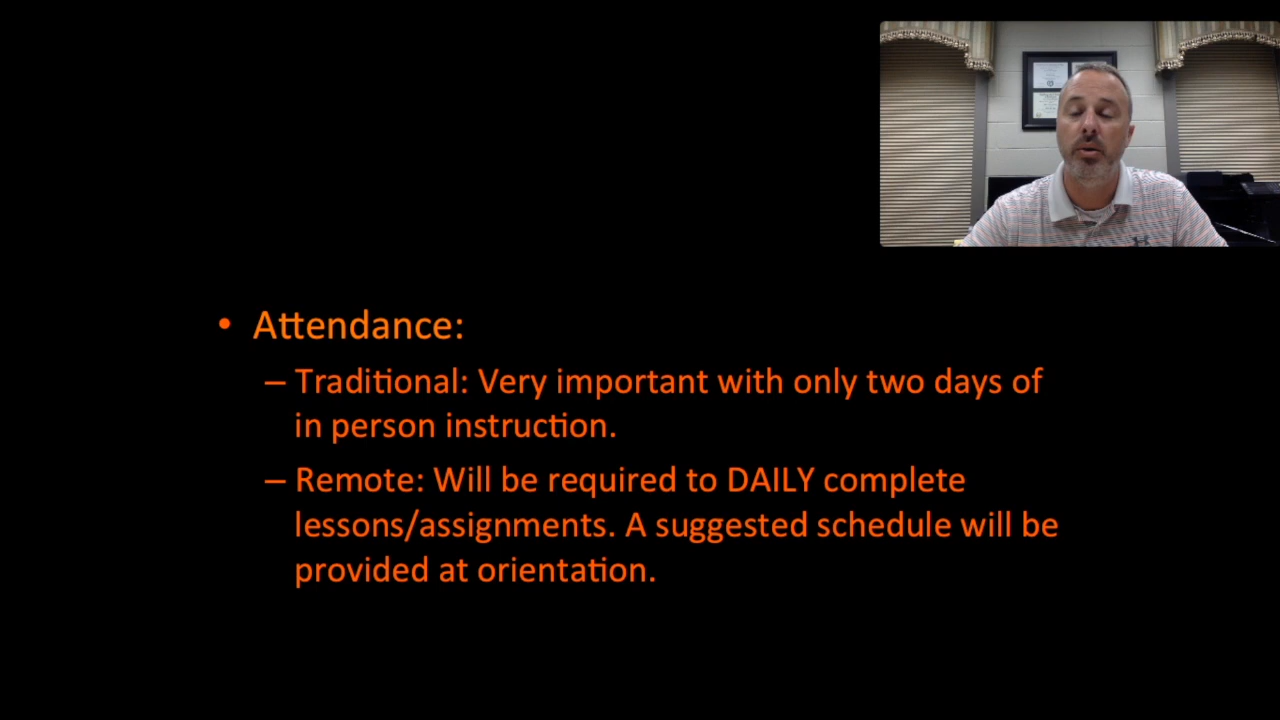 • Attendance:
– Traditional: Very important with only two days of
in person instruction.
– Remote: Will be required to DAILY complete
lessons/assignments. A suggested schedule will be
provided at orientation.